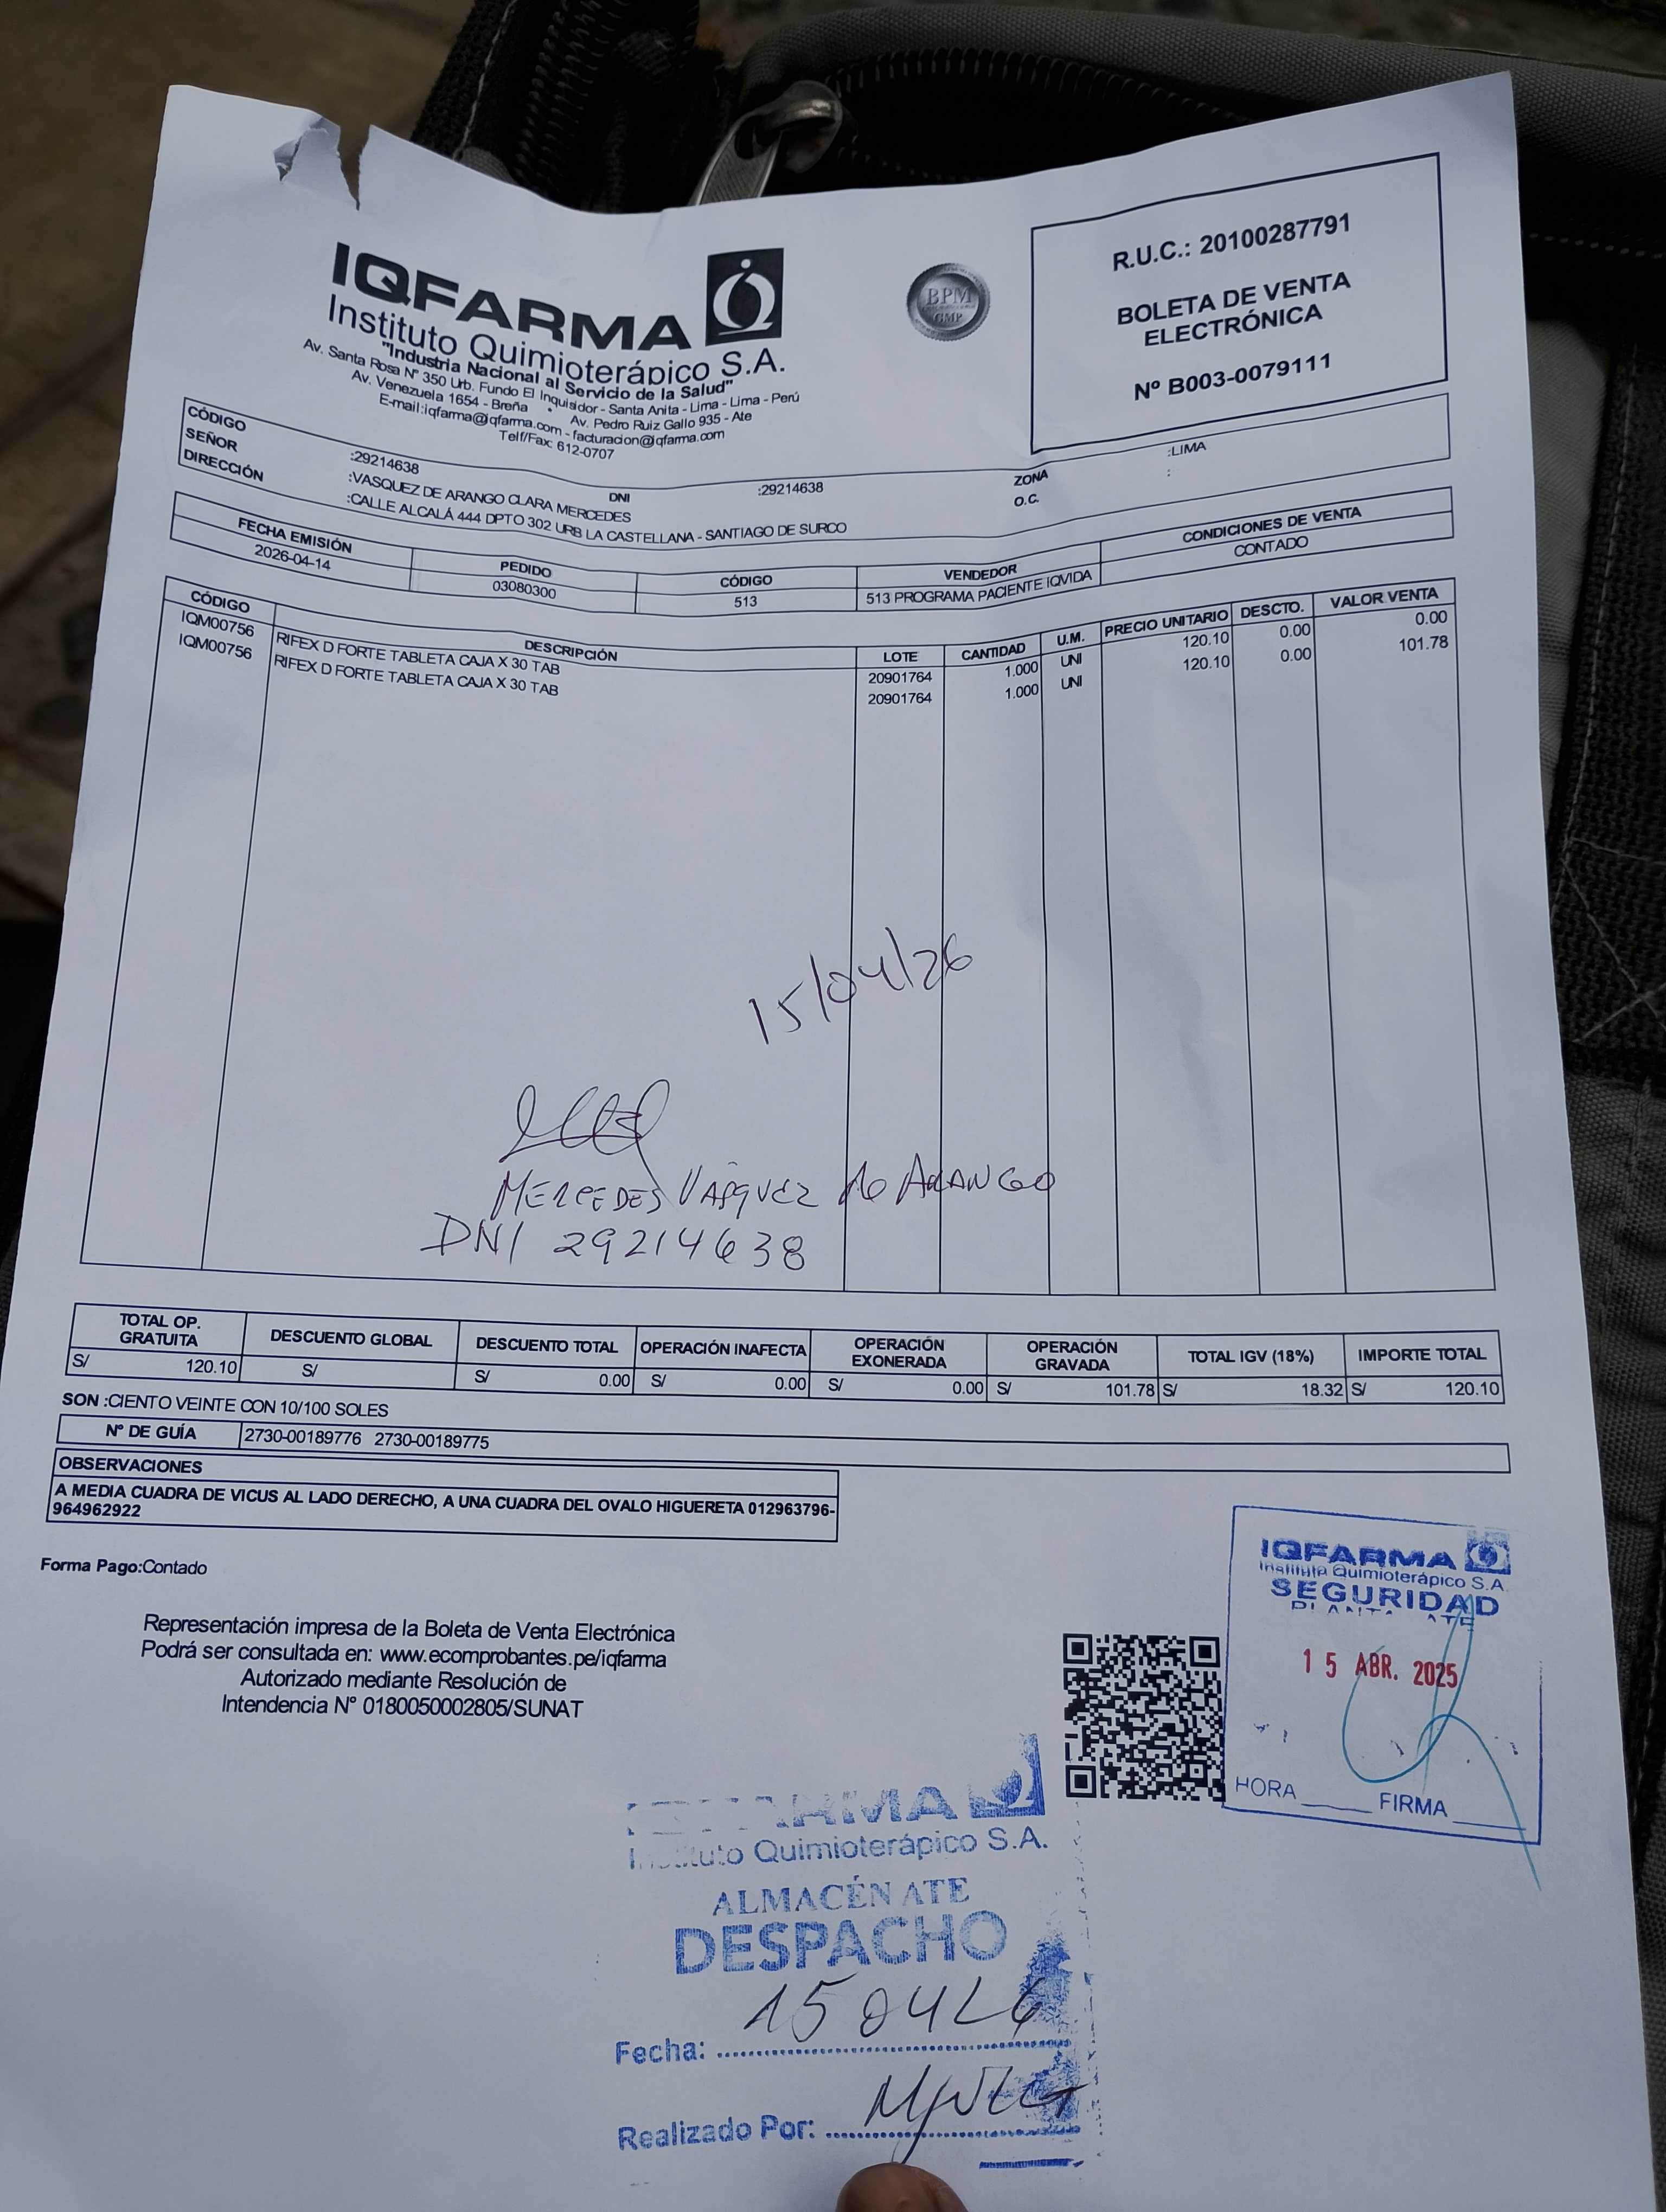 IQFARMA
Instituto Quimioterápico S.A.
"Industria Nacional al Servicio de la Salud"
Av. Santa Rosa N° 350 Urb. Fundo El Inquisidor - Santa Anita - Lima - Lima - Perú
Av. Venezuela 1654 - Breña • Av. Pedro Ruiz Gallo 935 - Ate
E-mail:iqfarma@iqfarma.com - facturacion@iqfarma.com
Telf/Fax: 612-0707
BPM
GMP
R.U.C.: 20100287791
BOLETA DE VENTA
ELECTRÓNICA
Nº B003-0079111
CÓDIGO :29214638 DNI :29214638 ZONA :LIMA
SEÑOR :VASQUEZ DE ARANGO CLARA MERCEDES O.C. :
DIRECCIÓN :CALLE ALCALÁ 444 DPTO 302 URB LA CASTELLANA - SANTIAGO DE SURCO
FECHA EMISIÓN PEDIDO CÓDIGO VENDEDOR CONDICIONES DE VENTA
2026-04-14 03080300 513 513 PROGRAMA PACIENTE IQVIDA CONTADO
CÓDIGO DESCRIPCIÓN LOTE CANTIDAD U.M. PRECIO UNITARIO DESCTO. VALOR VENTA
IQM00756 RIFEX D FORTE TABLETA CAJA X 30 TAB 20901764 1.000 UNI 120.10 0.00 0.00
IQM00756 RIFEX D FORTE TABLETA CAJA X 30 TAB 20901764 1.000 UNI 120.10 0.00 101.78
15/04/26
MERCEDES VASQUEZ de ARANGO
DNI 29214638
TOTAL OP. GRATUITA DESCUENTO GLOBAL DESCUENTO TOTAL OPERACIÓN INAFECTA OPERACIÓN EXONERADA OPERACIÓN GRAVADA TOTAL IGV (18%) IMPORTE TOTAL
S/ 120.10 S/ S/ 0.00 S/ 0.00 S/ 0.00 S/ 101.78 S/ 18.32 S/ 120.10
SON :CIENTO VEINTE CON 10/100 SOLES
Nº DE GUÍA 2730-00189776 2730-00189775
OBSERVACIONES
A MEDIA CUADRA DE VICUS AL LADO DERECHO, A UNA CUADRA DEL OVALO HIGUERETA 012963796-
964962922
Forma Pago:Contado
Representación impresa de la Boleta de Venta Electrónica
Podrá ser consultada en: www.ecomprobantes.pe/iqfarma
Autorizado mediante Resolución de
Intendencia N° 0180050002805/SUNAT
IQFARMA
Instituto Quimioterápico S.A.
SEGURIDAD
PLANTA ATE
15 ABR. 2025
HORA FIRMA
IQFARMA
Instituto Quimioterápico S.A.
ALMACÉN ATE
DESPACHO
Fecha: 150426
Realizado Por: